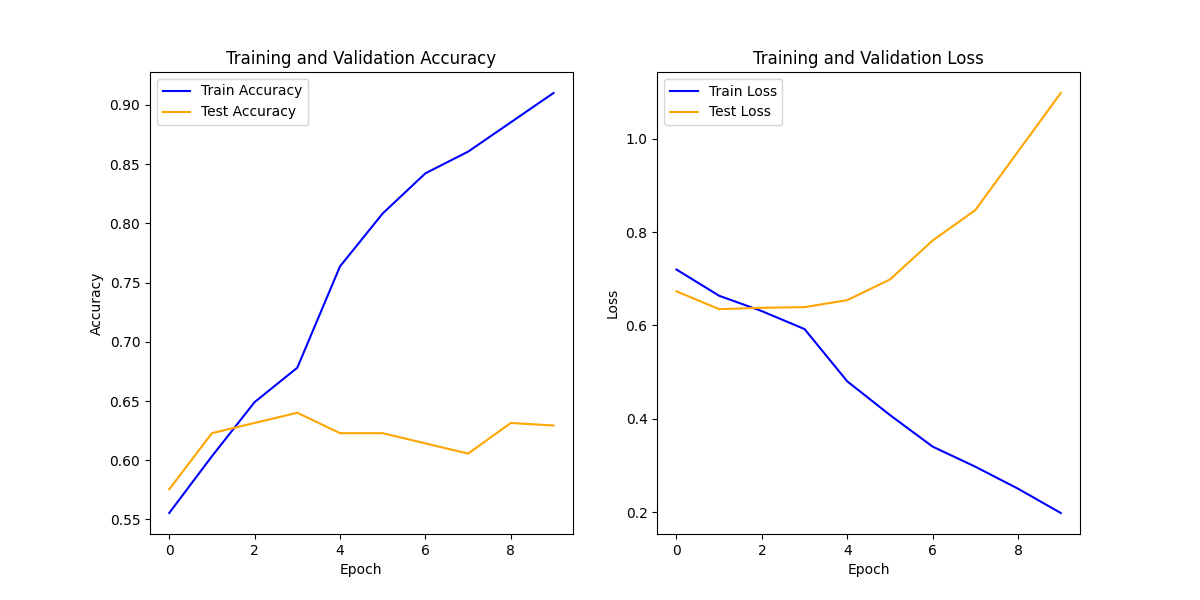 Training and Validation Accuracy
Train Accuracy
Test Accuracy
0.90
0.85
0.80
0.75
0.70
0.65
0.60
0.55
Accuracy
0 2 4 6 8
Epoch
Training and Validation Loss
Train Loss
Test Loss
1.0
0.8
0.6
0.4
0.2
Loss
0 2 4 6 8
Epoch